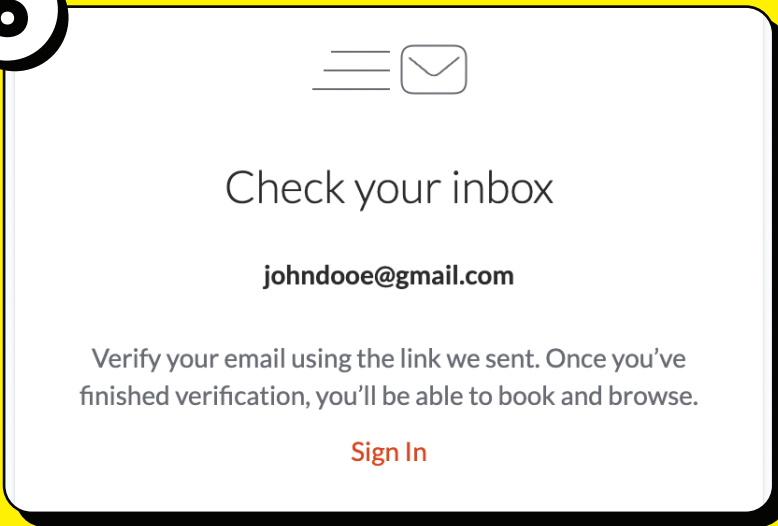 Check your inbox
johndooe@gmail.com
Verify your email using the link we sent. Once you’ve
finished verification, you’ll be able to book and browse.
Sign In